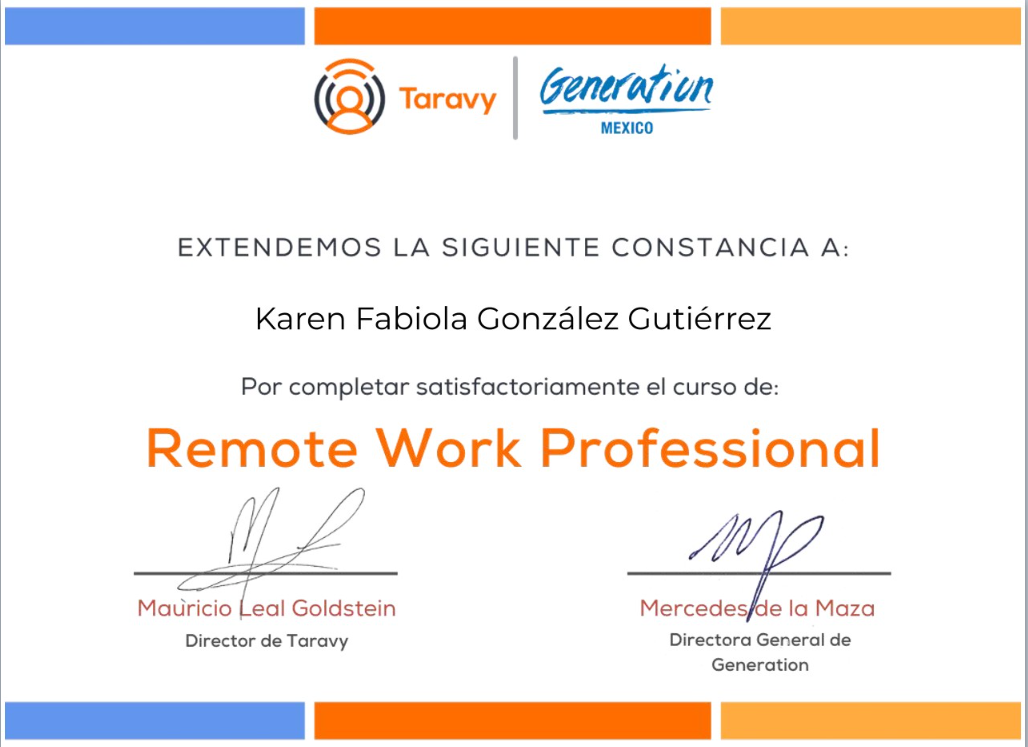 Taravy
Generation
MEXICO
EXTENDEMOS LA SIGUIENTE CONSTANCIA A:
Karen Fabiola González Gutiérrez
Por completar satisfactoriamente el curso de:
Remote Work Professional
Mauricio Leal Goldstein
Director de Taravy
Mercedes de la Maza
Directora General de
Generation